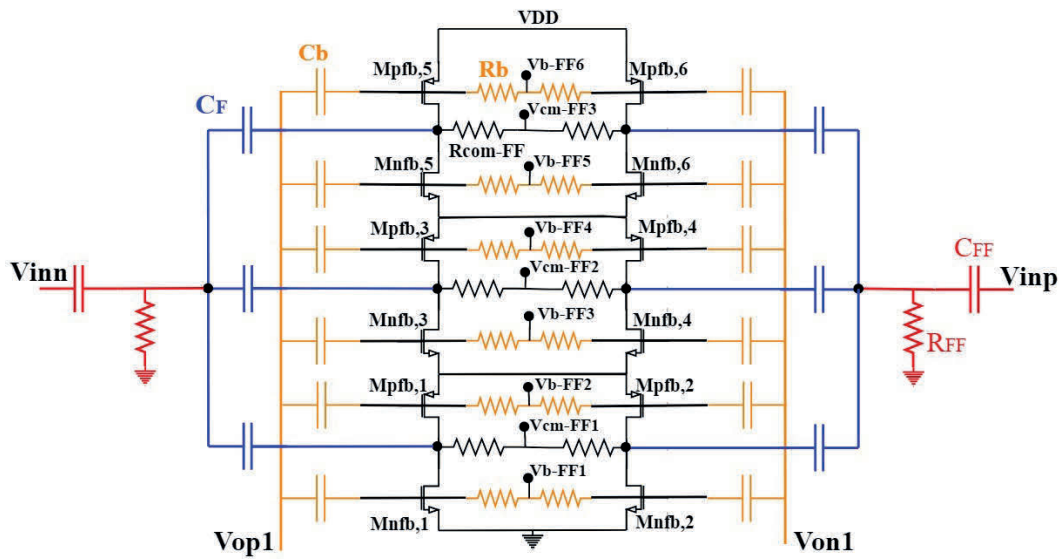 VDD
Cb
Mpfb,5
Rb
Vb-FF6
Mpfb,6
CF
Vcm-FF3
Rcom-FF
Mnfb,5
Vb-FF5
Mnfb,6
Mpfb,3
Vb-FF4
Mpfb,4
Vinn
Vcm-FF2
CFF
Vinp
Mnfb,3
Vb-FF3
Mnfb,4
RFF
Mpfb,1
Vb-FF2
Mpfb,2
Vcm-FF1
Vb-FF1
Mnfb,1
Mnfb,2
Vop1
Von1